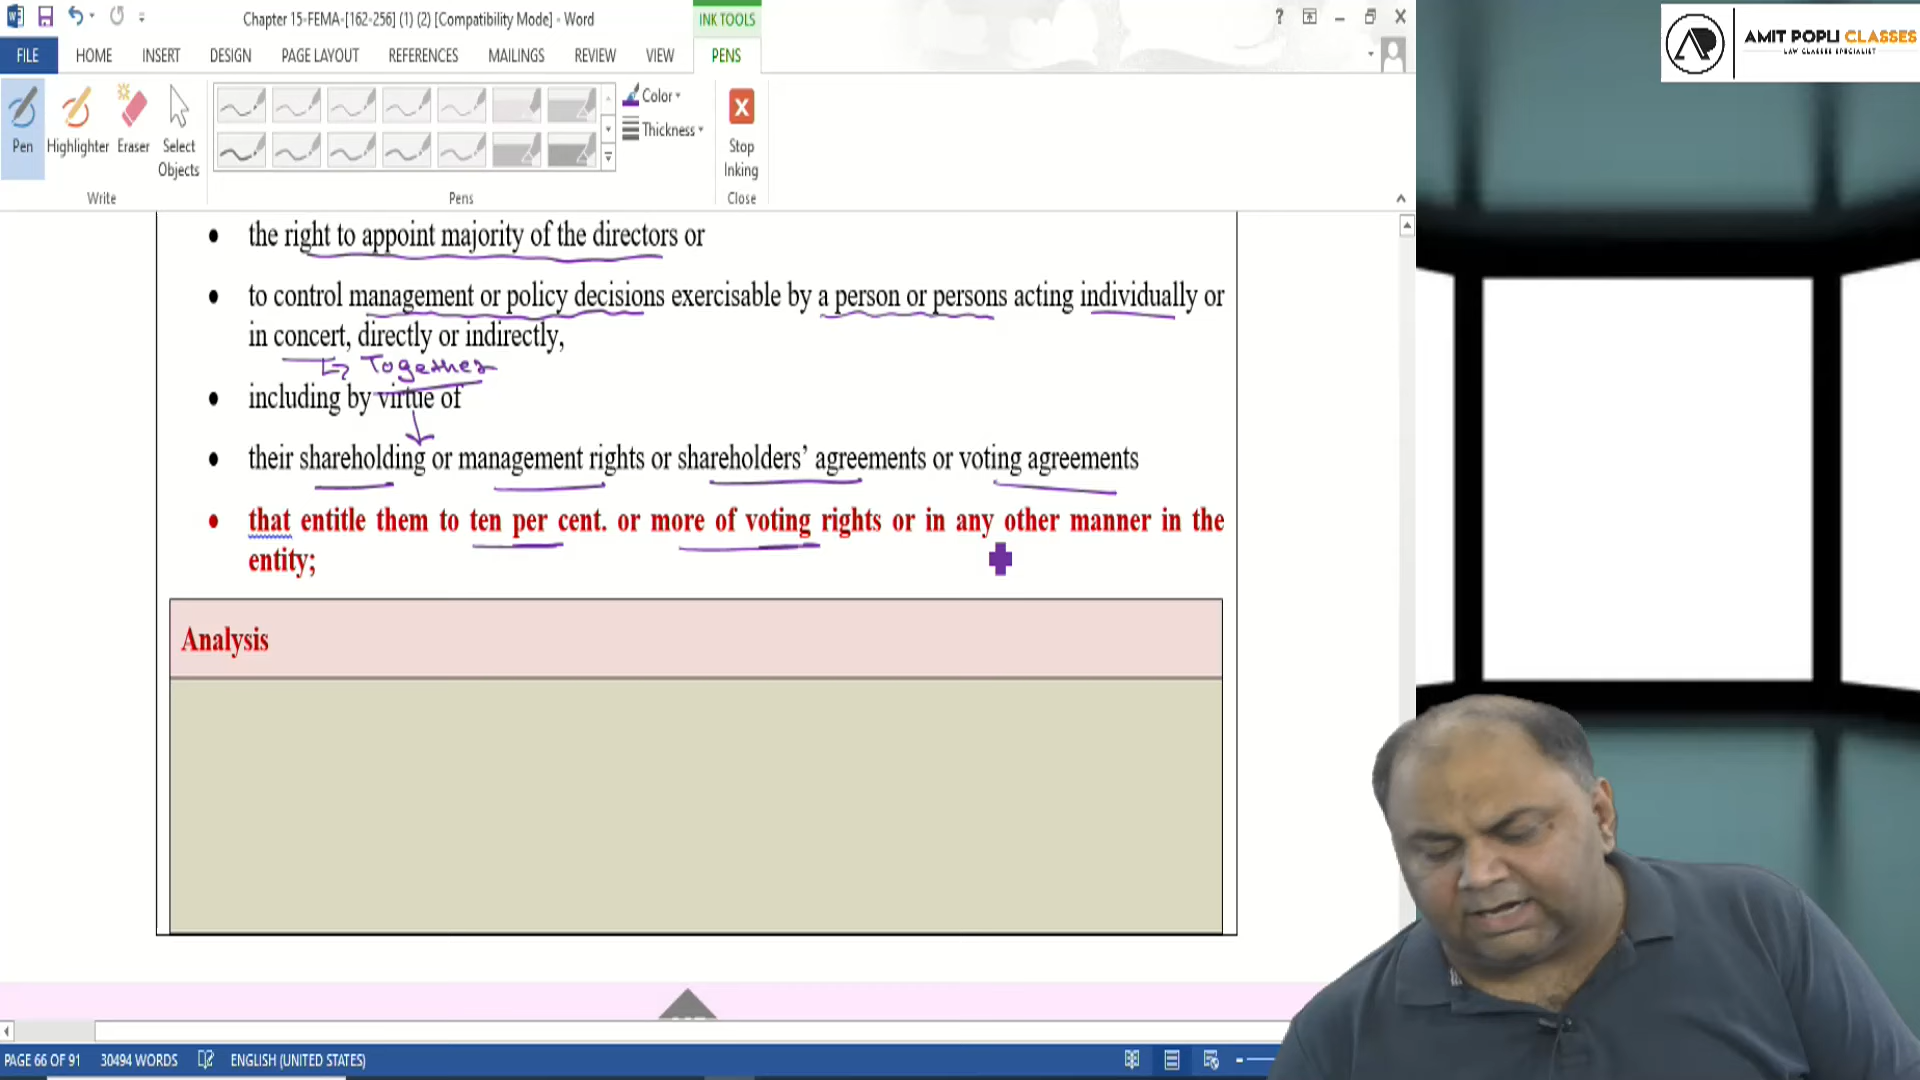 Chapter 15-FEMA-[162-256] (1) (2) [Compatibility Mode] - Word
INK TOOLS
?
FILE HOME INSERT DESIGN PAGE LAYOUT REFERENCES MAILINGS REVIEW VIEW PENS
AMIT POPLI CLASSES
LAW CLASSES SPECIALIST
Pen
Highlighter
Eraser
Select Objects
Color
Thickness
Stop Inking
Write
Pens
Close
• the right to appoint majority of the directors or
• to control management or policy decisions exercisable by a person or persons acting individually or
in concert, directly or indirectly,
Together
• including by virtue of
• their shareholding or management rights or shareholders’ agreements or voting agreements
• that entitle them to ten per cent. or more of voting rights or in any other manner in the
entity;
Analysis
PAGE 66 OF 91 30494 WORDS ENGLISH (UNITED STATES)